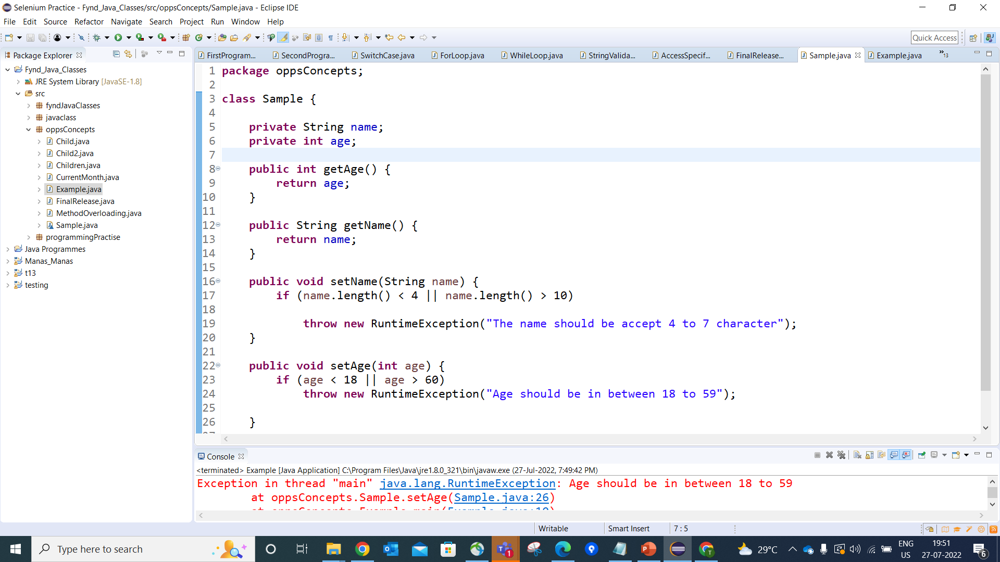 Selenium Practice - Fynd_Java_Classes/src/oppsConcepts/Sample.java - Eclipse IDE
File Edit Source Refactor Navigate Search Project Run Window Help
Quick Access
Package Explorer
FirstProgram... SecondProgra... SwitchCase.java ForLoop.java WhileLoop.java StringValida... AccessSpecif... FinalRelease... Sample.java Example.java »13
Fynd_Java_Classes
JRE System Library [JavaSE-1.8]
src
fyndJavaClasses
javaclass
oppsConcepts
Child.java
Child2.java
Children.java
CurrentMonth.java
Example.java
FinalRelease.java
MethodOverloading.java
Sample.java
programmingPractise
Java Programmes
Manas_Manas
t13
testing
1 package oppsConcepts;
2
3 class Sample {
4
5 private String name;
6 private int age;
7
8 public int getAge() {
9 return age;
10 }
11
12 public String getName() {
13 return name;
14 }
15
16 public void setName(String name) {
17 if (name.length() < 4 || name.length() > 10)
18
19 throw new RuntimeException("The name should be accept 4 to 7 character");
20 }
21
22 public void setAge(int age) {
23 if (age < 18 || age > 60)
24 throw new RuntimeException("Age should be in between 18 to 59");
25
26 }
Console
<terminated> Example [Java Application] C:\Program Files\Java\jre1.8.0_321\bin\javaw.exe (27-Jul-2022, 7:49:42 PM)
Exception in thread "main" java.lang.RuntimeException: Age should be in between 18 to 59
at oppsConcepts.Sample.setAge(Sample.java:26)
Writable Smart Insert 7 : 5
Type here to search
29°C
ENG
US
19:51
27-07-2022
6
1